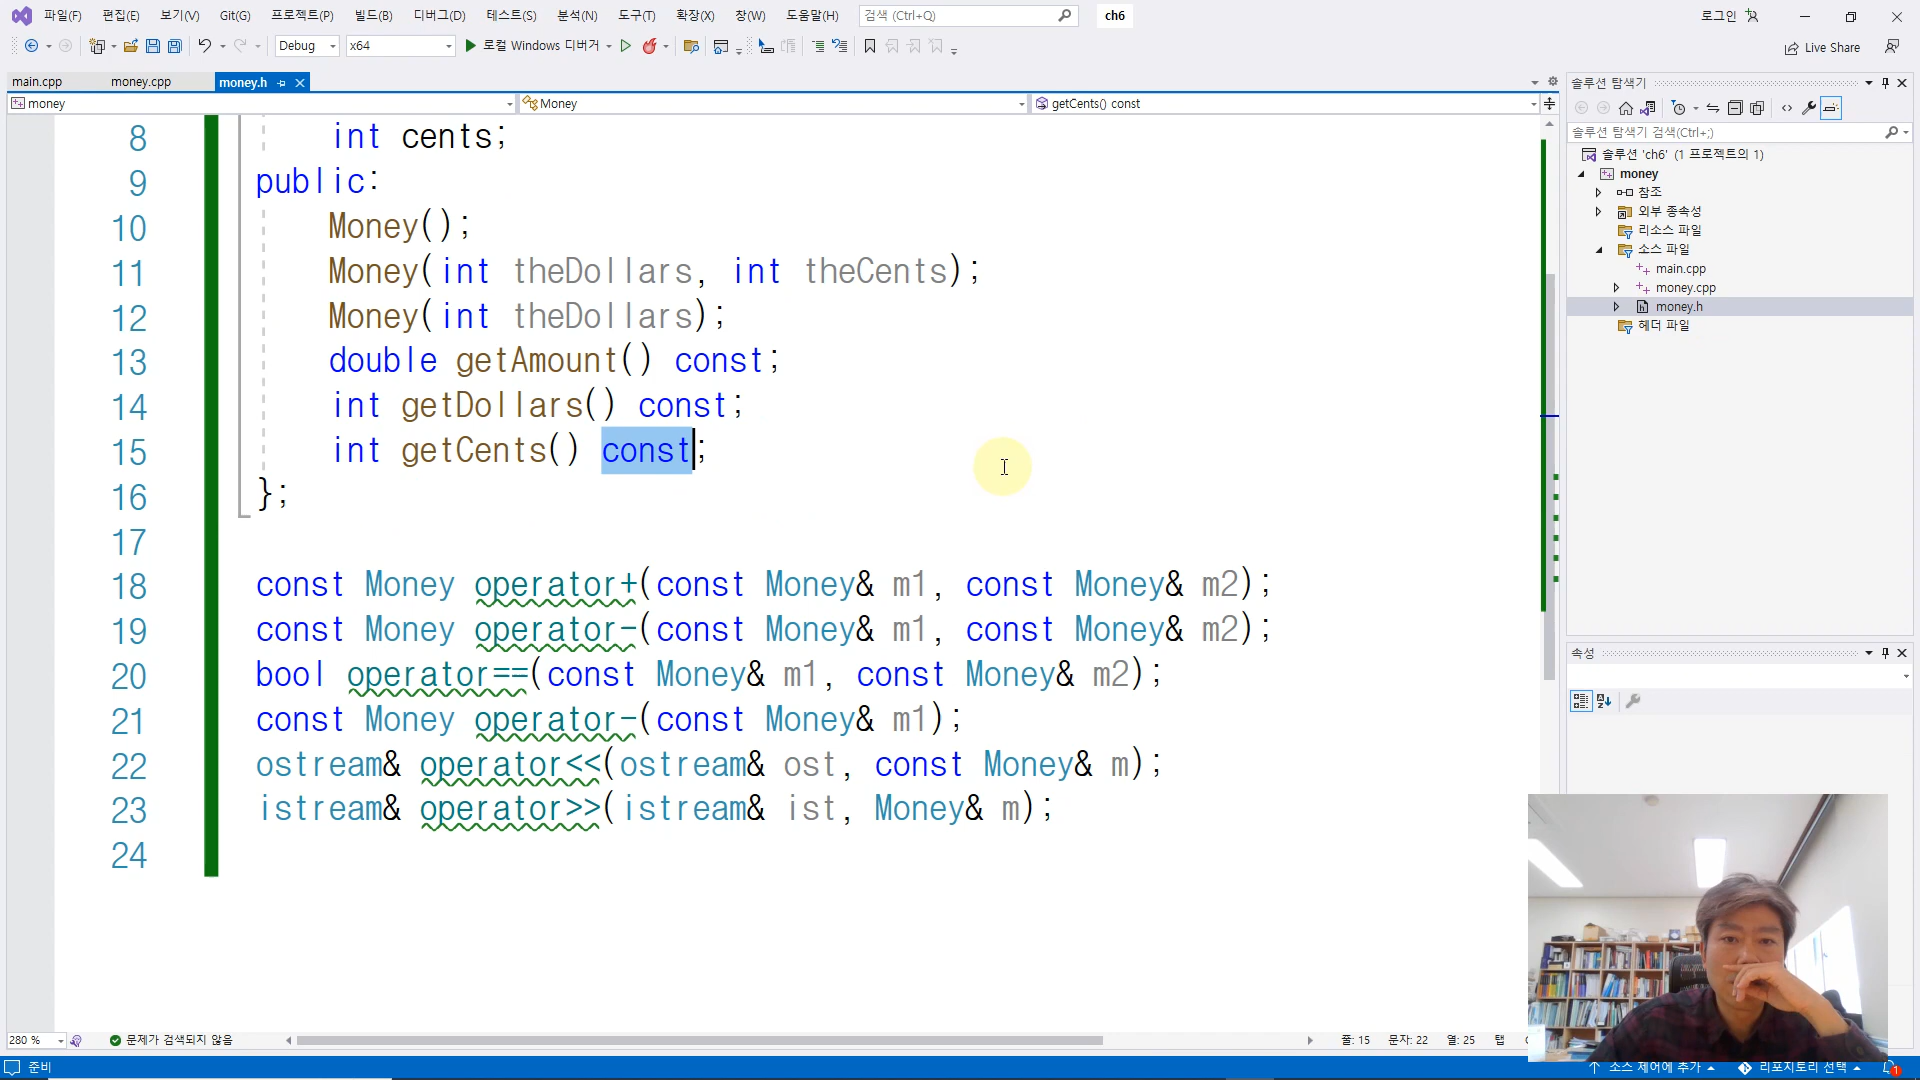 파일(F) 편집(E) 보기(V) Git(G) 프로젝트(P) 빌드(B) 디버그(D) 테스트(S) 분석(N) 도구(T) 확장(X) 창(W) 도움말(H) 검색 (Ctrl+Q) ch6 로그인
Debug x64 로컬 Windows 디버거 Live Share
main.cpp money.cpp money.h
money Money getCents() const
8 int cents;
9 public:
10 Money();
11 Money(int theDollars, int theCents);
12 Money(int theDollars);
13 double getAmount() const;
14 int getDollars() const;
15 int getCents() const;
16 };
17
18 const Money operator+(const Money& m1, const Money& m2);
19 const Money operator-(const Money& m1, const Money& m2);
20 bool operator==(const Money& m1, const Money& m2);
21 const Money operator-(const Money& m1);
22 ostream& operator<<(ostream& ost, const Money& m);
23 istream& operator>>(istream& ist, Money& m);
24
솔루션 탐색기
솔루션 탐색기 검색(Ctrl+;)
솔루션 'ch6' (1 프로젝트의 1)
money
참조
외부 종속성
리소스 파일
소스 파일
main.cpp
money.cpp
money.h
헤더 파일
속성
280 % 문제가 검색되지 않음 줄: 15 문자: 22 열: 25 탭
준비 소스 제어에 추가 리포지토리 선택 1